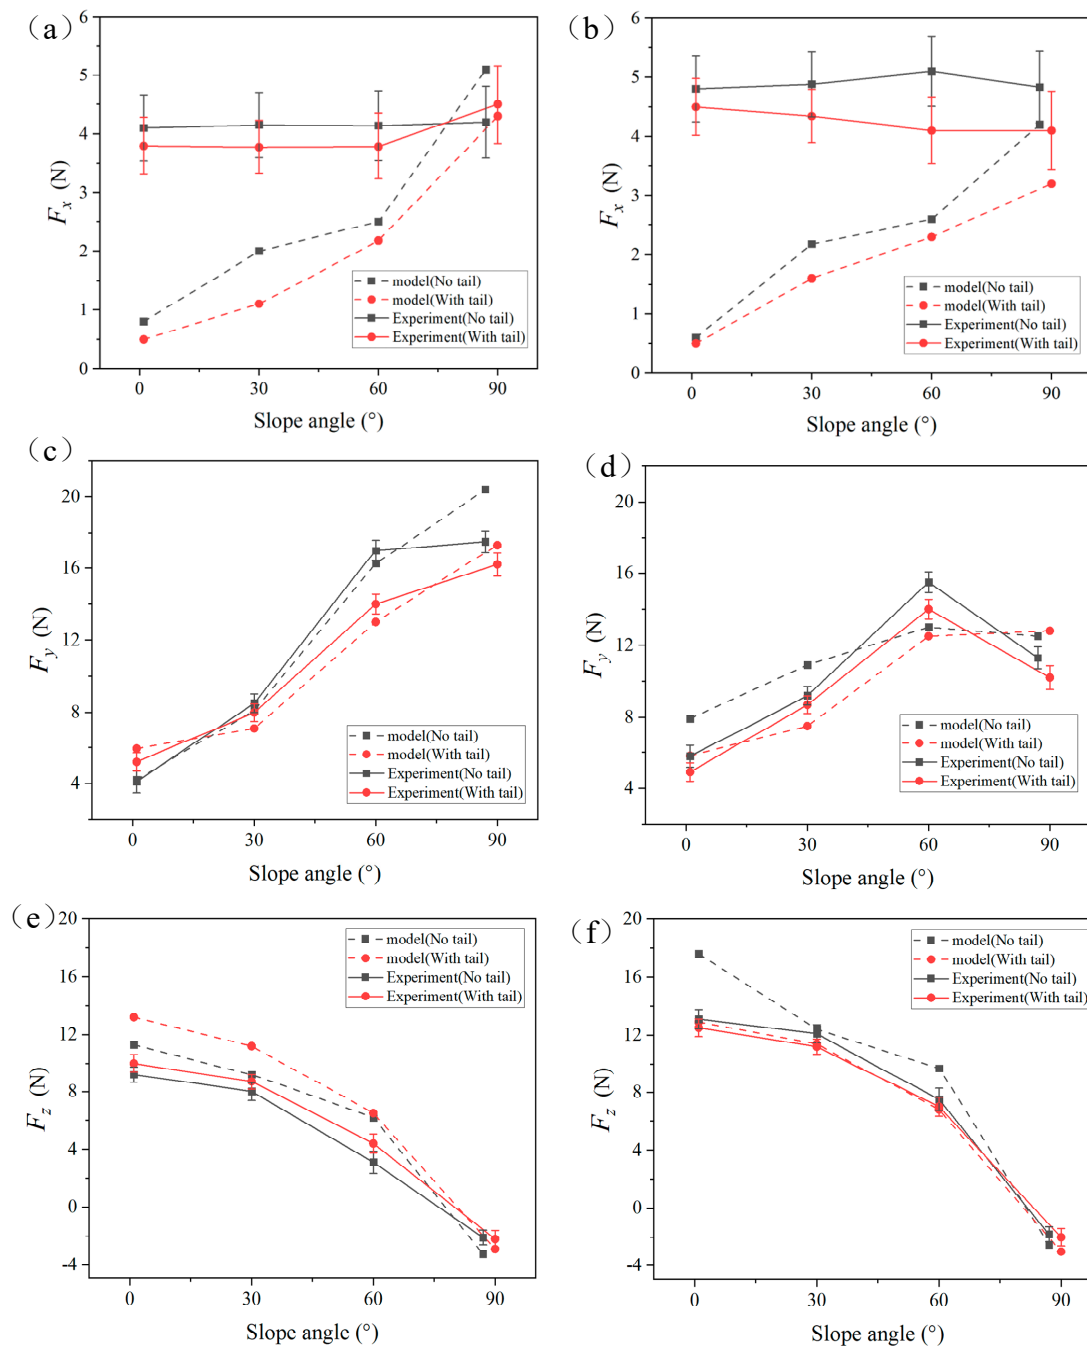 （a）
6
5
4
3
2
1
0
F_x (N)
model(No tail)
model(With tail)
Experiment(No tail)
Experiment(With tail)
0 30 60 90
Slope angle (°)
（b）
6
5
4
3
2
1
0
F_x (N)
model(No tail)
model(With tail)
Experiment(No tail)
Experiment(With tail)
0 30 60 90
Slope angle (°)
（c）
20
16
12
8
4
F_y (N)
model(No tail)
model(With tail)
Experiment(No tail)
Experiment(With tail)
0 30 60 90
Slope angle (°)
（d）
20
16
12
8
4
F_y (N)
model(No tail)
model(With tail)
Experiment(No tail)
Experiment(With tail)
0 30 60 90
Slope angle (°)
（e）
20
16
12
8
4
0
-4
F_z (N)
model(No tail)
model(With tail)
Experiment(No tail)
Experiment(With tail)
0 30 60 90
Slope angle (°)
（f）
20
16
12
8
4
0
-4
F_z (N)
model(No tail)
model(With tail)
Experiment(No tail)
Experiment(With tail)
0 30 60 90
Slope angle (°)